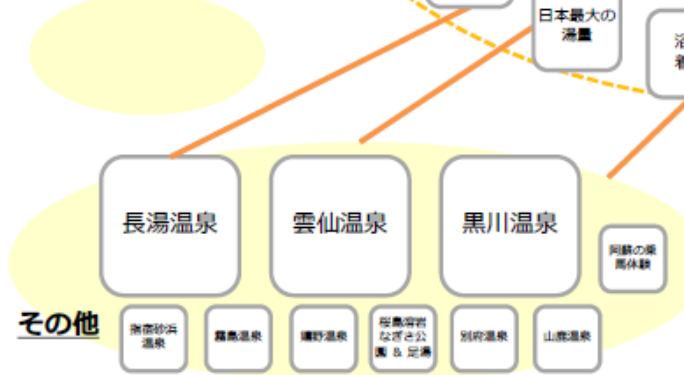 日本最大の
湯量
長湯温泉
雲仙温泉
黒川温泉
阿蘇の乗
馬体験
その他
指宿砂浜
温泉
霧島温泉
嬉野温泉
桜島溶岩
なぎさ公
園 & 足湯
別府温泉
山鹿温泉